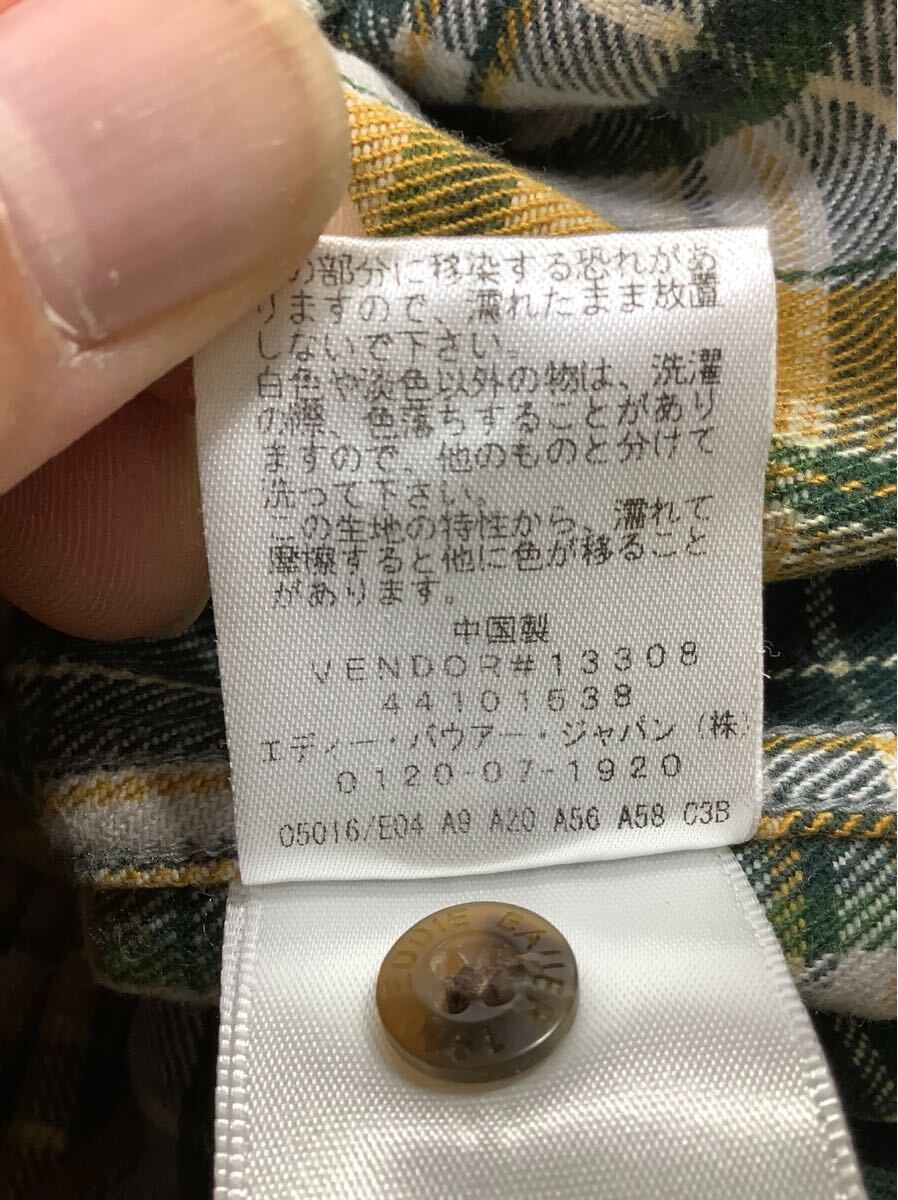 の部分に移染する恐れがあ
りますので、濡れたまま放置
しないで下さい。
白色や淡色以外の物は、洗濯
の際、色落ちすることがあり
ますので、他のものと分けて
洗って下さい。
この生地の特性から、濡れて
摩擦すると他に色が移ること
があります。
中国製
VENDOR#13308
44101538
エディー・バウアー・ジャパン(株)
0120-07-1920
05016/E04 A9 A20 A56 A58 C3B
EDDIE BAUER